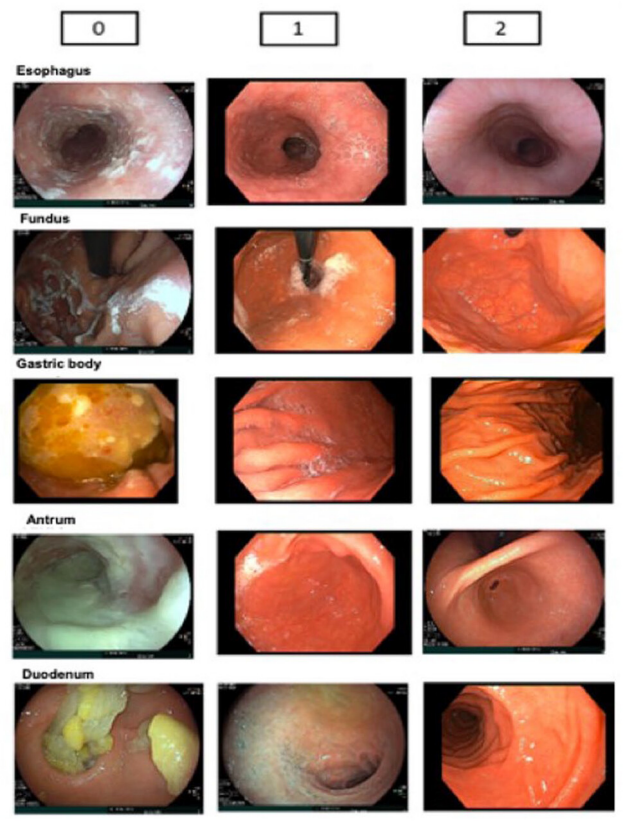 0 1 2
Esophagus
Fundus
Gastric body
Antrum
Duodenum